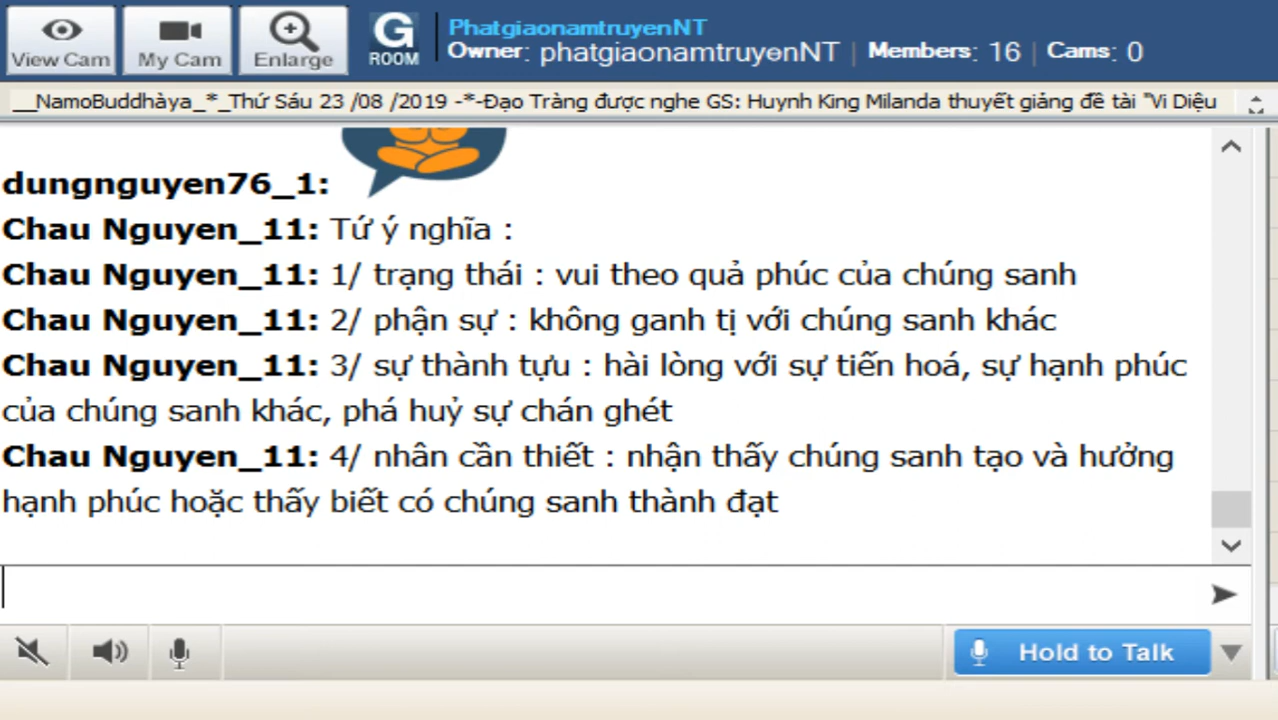 PhatgiaonamtruyenNT
View Cam My Cam Enlarge G ROOM Owner: phatgiaonamtruyenNT | Members: 16 | Cams: 0
__NamoBuddhàya_*_Thứ Sáu 23 /08 /2019 -*-Đạo Tràng được nghe GS: Huynh King Milanda thuyết giảng đề tài "Vi Diệu
dungnguyen76_1:
Chau Nguyen_11: Tứ ý nghĩa :
Chau Nguyen_11: 1/ trạng thái : vui theo quả phúc của chúng sanh
Chau Nguyen_11: 2/ phận sự : không ganh tị với chúng sanh khác
Chau Nguyen_11: 3/ sự thành tựu : hài lòng với sự tiến hoá, sự hạnh phúc
của chúng sanh khác, phá huỷ sự chán ghét
Chau Nguyen_11: 4/ nhân cần thiết : nhận thấy chúng sanh tạo và hưởng
hạnh phúc hoặc thấy biết có chúng sanh thành đạt
Hold to Talk